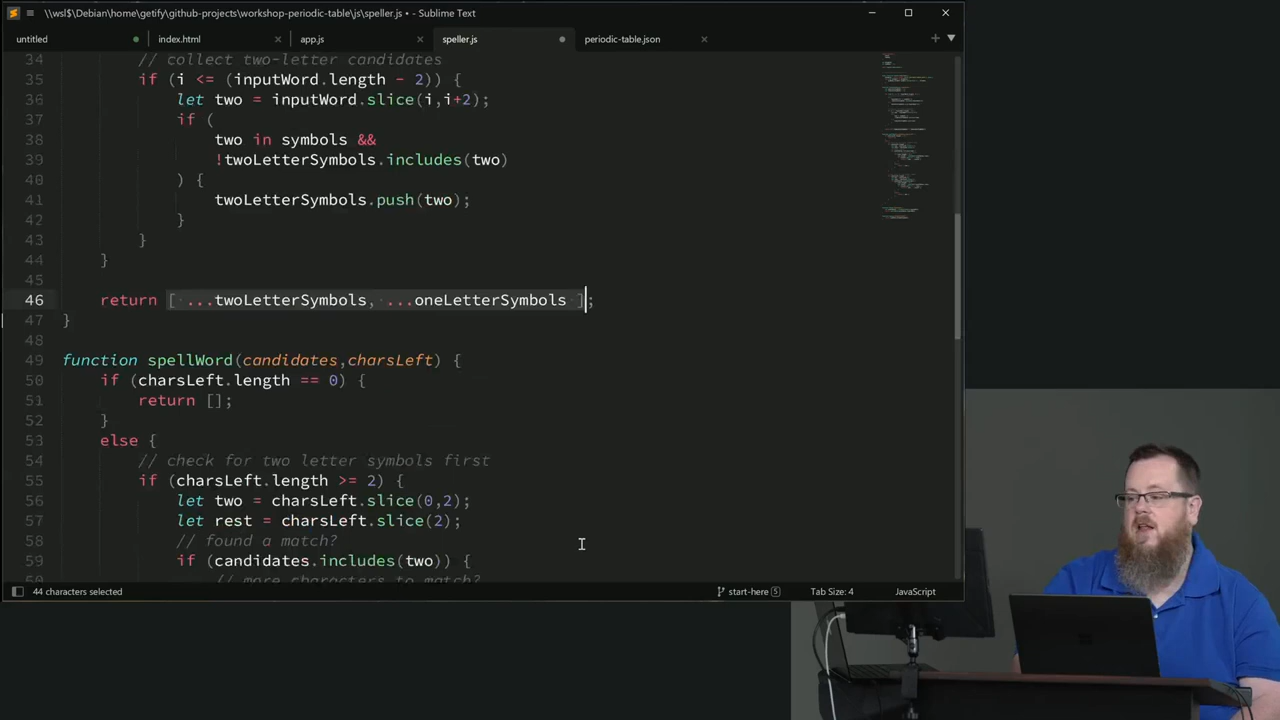 \\wsl$\Debian\home\getify\github-projects\workshop-periodic-table\js\speller.js • - Sublime Text
untitled
index.html
app.js
speller.js
periodic-table.json
34 // collect two-letter candidates
35 if (i <= (inputWord.length - 2)) {
36 let two = inputWord.slice(i,i+2);
37 if (
38 two in symbols &&
39 !twoLetterSymbols.includes(two)
40 ) {
41 twoLetterSymbols.push(two);
42 }
43 }
44 }
45
46 return [ ...twoLetterSymbols, ...oneLetterSymbols ];
47 }
48
49 function spellWord(candidates,charsLeft) {
50 if (charsLeft.length == 0) {
51 return [];
52 }
53 else {
54 // check for two letter symbols first
55 if (charsLeft.length >= 2) {
56 let two = charsLeft.slice(0,2);
57 let rest = charsLeft.slice(2);
58 // found a match?
59 if (candidates.includes(two)) {
// more characters to match?
44 characters selected
start-here 5
Tab Size: 4
JavaScript